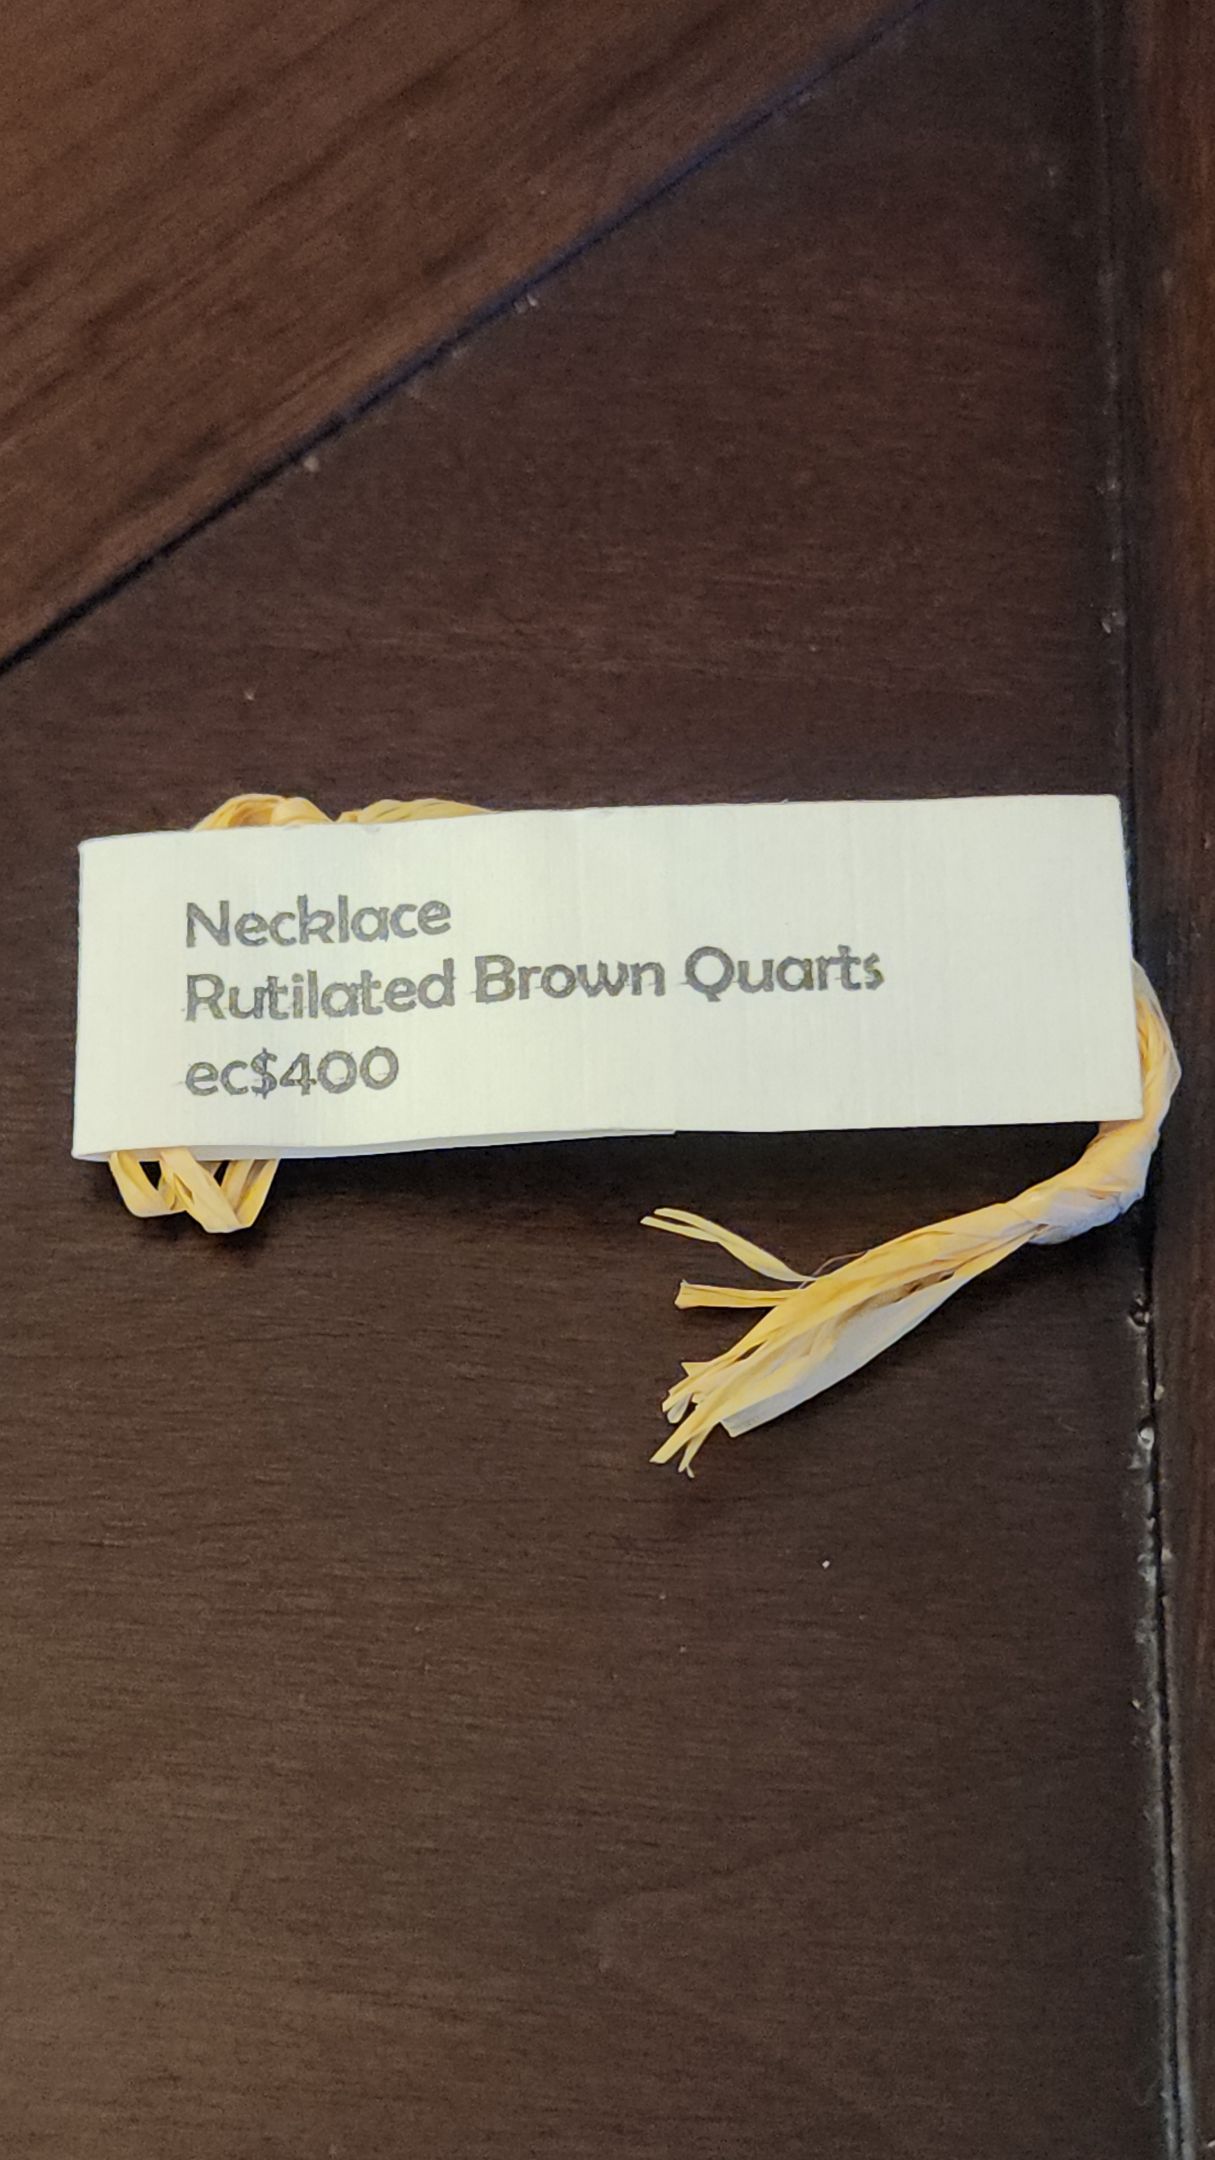 Necklace
Rutilated Brown Quarts
ec$400